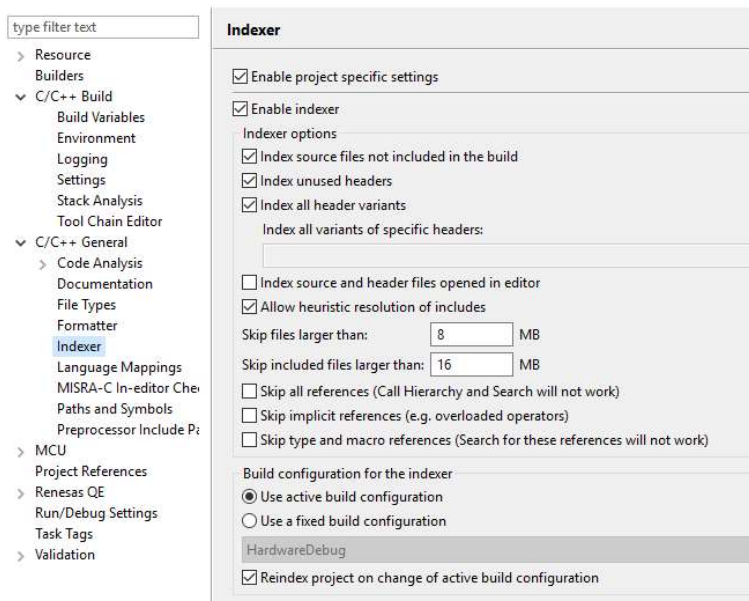 type filter text
Resource
Builders
C/C++ Build
Build Variables
Environment
Logging
Settings
Stack Analysis
Tool Chain Editor
C/C++ General
Code Analysis
Documentation
File Types
Formatter
Indexer
Language Mappings
MISRA-C In-editor Che
Paths and Symbols
Preprocessor Include Pa
MCU
Project References
Renesas QE
Run/Debug Settings
Task Tags
Validation
Indexer
Enable project specific settings
Enable indexer
Indexer options
Index source files not included in the build
Index unused headers
Index all header variants
Index all variants of specific headers:
Index source and header files opened in editor
Allow heuristic resolution of includes
Skip files larger than: 8 MB
Skip included files larger than: 16 MB
Skip all references (Call Hierarchy and Search will not work)
Skip implicit references (e.g. overloaded operators)
Skip type and macro references (Search for these references will not work)
Build configuration for the indexer
Use active build configuration
Use a fixed build configuration
HardwareDebug
Reindex project on change of active build configuration